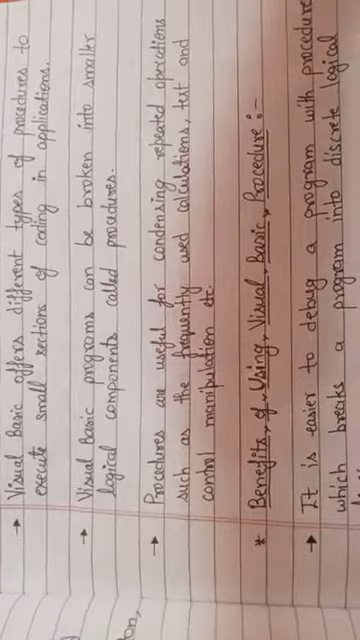 → Visual Basic offers different types of procedures to
execute small sections of coding in applications.
→ Visual Basic programs can be broken into smaller
logical components called procedures.
→ Procedures are useful for condensing repeated operations
such as the frequently used calculations, text and
control manipulation etc.
* Benefits of Using Visual Basic Procedure :-
→ It is easier to debug a program with procedure
which breaks a program into discrete logical